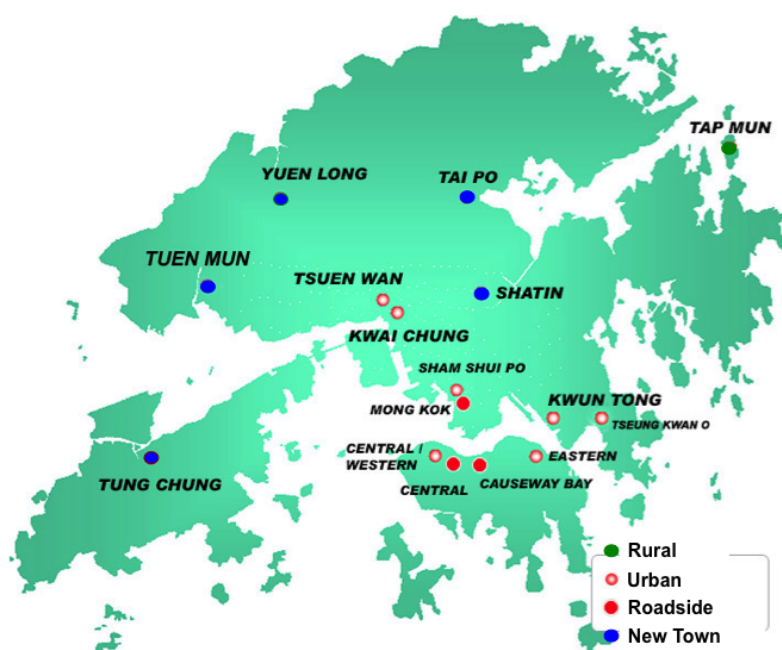 TAP MUN
YUEN LONG
TAI PO
TUEN MUN
TSUEN WAN
SHATIN
KWAI CHUNG
SHAM SHUI PO
MONG KOK
KWUN TONG
TSEUNG KWAN O
CENTRAL /
WESTERN
EASTERN
TUNG CHUNG
CENTRAL
CAUSEWAY BAY
Rural
Urban
Roadside
New Town